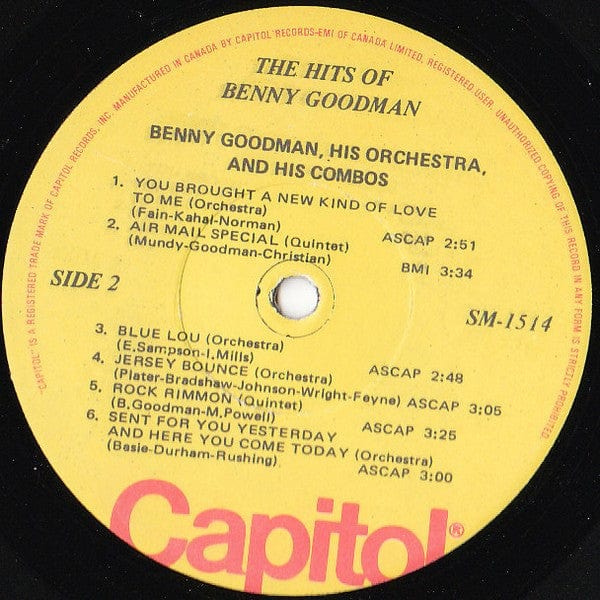 "CAPITOL" IS A REGISTERED TRADE MARK OF CAPITOL RECORDS, INC. MANUFACTURED IN CANADA BY CAPITOL RECORDS-EMI OF CANADA LIMITED, REGISTERED USER. UNAUTHORIZED COPYING OF THIS RECORD IN ANY FORM IS STRICTLY PROHIBITED
THE HITS OF
BENNY GOODMAN
BENNY GOODMAN, HIS ORCHESTRA,
AND HIS COMBOS
1. YOU BROUGHT A NEW KIND OF LOVE
TO ME (Orchestra)
(Fain-Kahal-Norman) ASCAP 2:51
2. AIR MAIL SPECIAL (Quintet)
(Mundy-Goodman-Christian) BMI 3:34
SIDE 2
SM-1514
3. BLUE LOU (Orchestra)
(E.Sampson-I.Mills) ASCAP 2:48
4. JERSEY BOUNCE (Orchestra)
(Plater-Bradshaw-Johnson-Wright-Feyne) ASCAP 3:05
5. ROCK RIMMON (Quintet)
(B.Goodman-M.Powell) ASCAP 3:25
6. SENT FOR YOU YESTERDAY
AND HERE YOU COME TODAY (Orchestra)
(Basie-Durham-Rushing) ASCAP 3:00
Capitol®